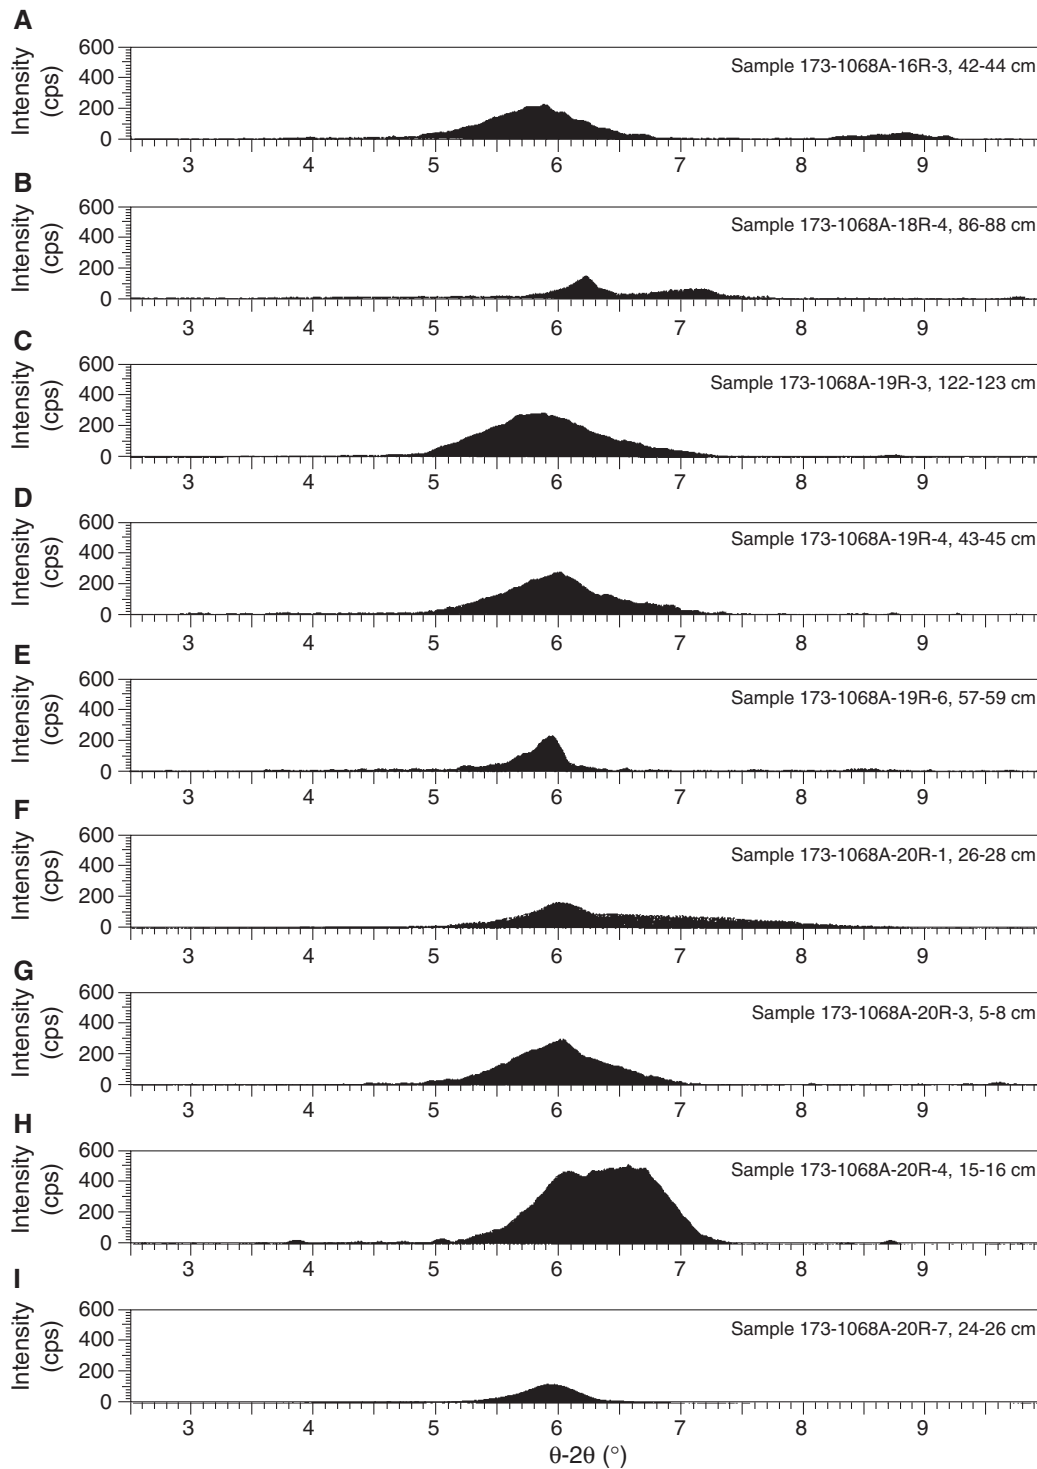 A
Intensity
(cps)
600
400
200
0
Sample 173-1068A-16R-3, 42-44 cm
3 4 5 6 7 8 9
B
Intensity
(cps)
600
400
200
0
Sample 173-1068A-18R-4, 86-88 cm
3 4 5 6 7 8 9
C
Intensity
(cps)
600
400
200
0
Sample 173-1068A-19R-3, 122-123 cm
3 4 5 6 7 8 9
D
Intensity
(cps)
600
400
200
0
Sample 173-1068A-19R-4, 43-45 cm
3 4 5 6 7 8 9
E
Intensity
(cps)
600
400
200
0
Sample 173-1068A-19R-6, 57-59 cm
3 4 5 6 7 8 9
F
Intensity
(cps)
600
400
200
0
Sample 173-1068A-20R-1, 26-28 cm
3 4 5 6 7 8 9
G
Intensity
(cps)
600
400
200
0
Sample 173-1068A-20R-3, 5-8 cm
3 4 5 6 7 8 9
H
Intensity
(cps)
600
400
200
0
Sample 173-1068A-20R-4, 15-16 cm
3 4 5 6 7 8 9
I
Intensity
(cps)
600
400
200
0
Sample 173-1068A-20R-7, 24-26 cm
3 4 5 6 7 8 9
θ-2θ (°)